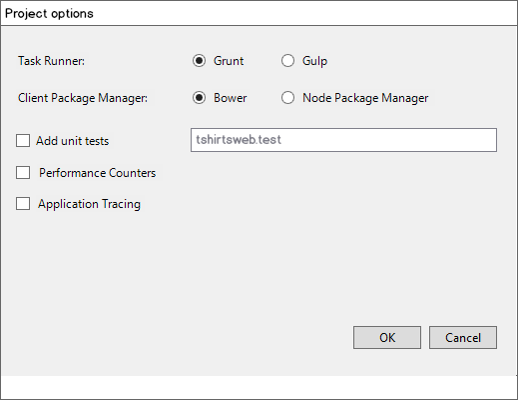 Project options
Task Runner: Grunt Gulp
Client Package Manager: Bower Node Package Manager
Add unit tests tshirtsweb.test
Performance Counters
Application Tracing
OK Cancel